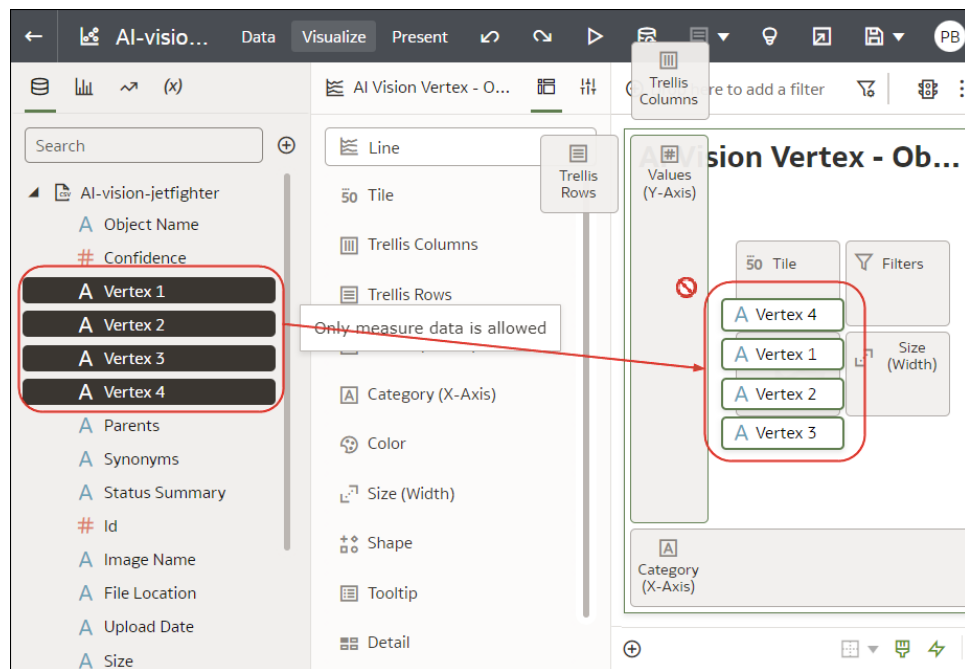 AI-visio...
Data
Visualize
Present
PB
(x)
AI Vision Vertex - O...
Trellis
Columns
re to add a filter
Search
Line
Trellis
Rows
Values
(Y-Axis)
sion Vertex - Ob...
AI-vision-jetfighter
A Object Name
# Confidence
A Vertex 1
A Vertex 2
A Vertex 3
A Vertex 4
A Parents
A Synonyms
A Status Summary
# Id
A Image Name
A File Location
A Upload Date
A Size
50 Tile
Trellis Columns
Trellis Rows
Only measure data is allowed
A Category (X-Axis)
Color
Size (Width)
Shape
Tooltip
Detail
50 Tile
Filters
A Vertex 4
A Vertex 1
A Vertex 2
A Vertex 3
Size
(Width)
A
Category
(X-Axis)